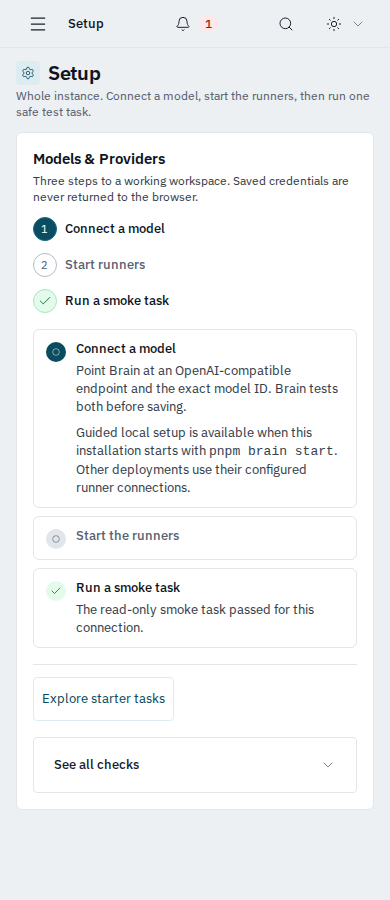 Setup
1
Setup
Whole instance. Connect a model, start the runners, then run one
safe test task.
Models & Providers
Three steps to a working workspace. Saved credentials are
never returned to the browser.
1 Connect a model
2 Start runners
Run a smoke task
Connect a model
Point Brain at an OpenAI-compatible
endpoint and the exact model ID. Brain tests
both before saving.
Guided local setup is available when this
installation starts with pnpm brain start.
Other deployments use their configured
runner connections.
Start the runners
Run a smoke task
The read-only smoke task passed for this
connection.
Explore starter tasks
See all checks